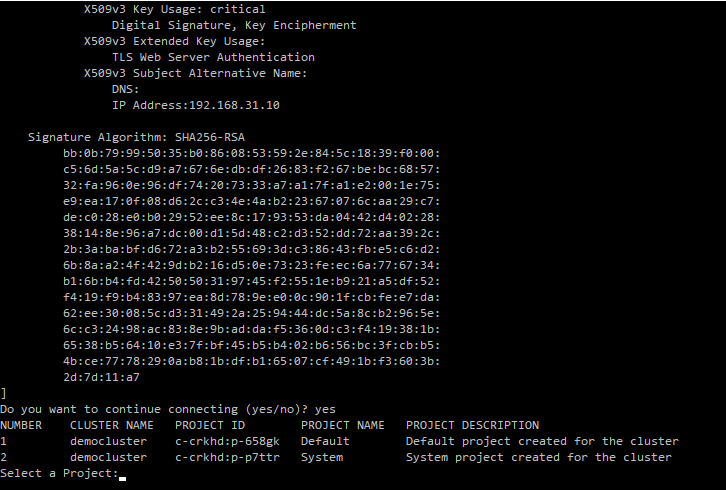 X509v3 Key Usage: critical
Digital Signature, Key Encipherment
X509v3 Extended Key Usage:
TLS Web Server Authentication
X509v3 Subject Alternative Name:
DNS:
IP Address:192.168.31.10
Signature Algorithm: SHA256-RSA
bb:0b:79:99:50:35:b0:86:08:53:59:2e:84:5c:18:39:f0:00:
c5:6d:5a:5c:d9:a7:67:6e:db:df:26:83:f2:67:be:bc:68:57:
32:fa:96:0e:96:df:74:20:73:33:a7:a1:7f:a1:e2:00:1e:75:
e9:ea:17:0f:08:d6:2c:c3:4e:4a:b2:23:67:07:6c:aa:29:c7:
de:c0:28:e0:b0:29:52:ee:8c:17:93:53:da:04:42:d4:02:28:
38:14:8e:96:a7:dc:00:d1:5d:48:c2:d3:52:dd:72:aa:39:2c:
2b:3a:ba:bf:d6:72:a3:b2:55:69:3d:c3:86:43:fb:e5:c6:d2:
6b:8a:a2:4f:42:9d:b2:16:d5:0e:73:23:fe:ec:6a:77:67:34:
b1:6b:b4:fd:42:50:50:31:97:45:f2:55:1e:b9:21:a5:df:52:
f4:19:f9:b4:83:97:ea:8d:78:9e:e0:0c:90:1f:cb:fe:e7:da:
62:ee:30:08:5c:d3:31:49:2a:25:94:44:dc:5a:8c:b2:96:5e:
6c:c3:24:98:ac:83:8e:9b:ad:da:f5:36:0d:c3:f4:19:38:1b:
65:38:b5:64:10:e3:7f:bf:45:b5:b4:02:b6:56:bc:3f:cb:b5:
4b:ce:77:78:29:0a:b8:1b:df:b1:65:07:cf:49:1b:f3:60:3b:
2d:7d:11:a7
]
Do you want to continue connecting (yes/no)? yes
NUMBER CLUSTER NAME PROJECT ID PROJECT NAME PROJECT DESCRIPTION
1 democluster c-crkhd:p-658gk Default Default project created for the cluster
2 democluster c-crkhd:p-p7ttr System System project created for the cluster
Select a Project: